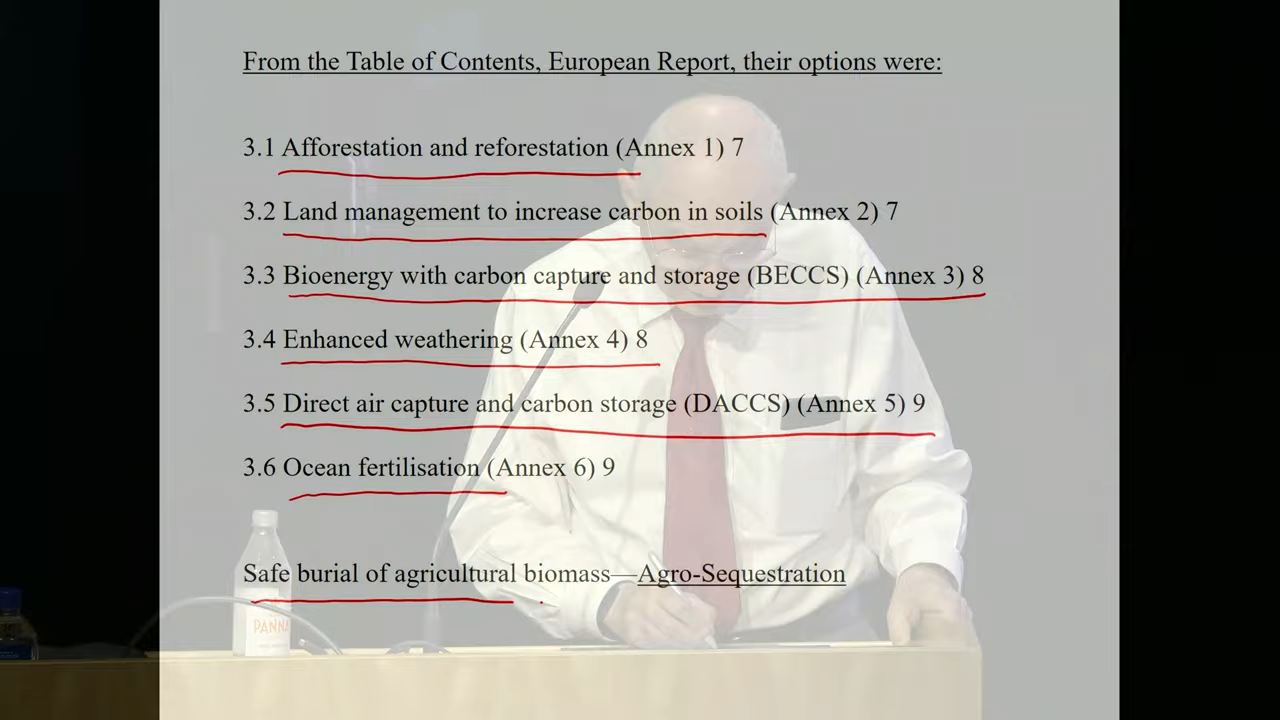 From the Table of Contents, European Report, their options were:
3.1 Afforestation and reforestation (Annex 1) 7
3.2 Land management to increase carbon in soils (Annex 2) 7
3.3 Bioenergy with carbon capture and storage (BECCS) (Annex 3) 8
3.4 Enhanced weathering (Annex 4) 8
3.5 Direct air capture and carbon storage (DACCS) (Annex 5) 9
3.6 Ocean fertilisation (Annex 6) 9
Safe burial of agricultural biomass—Agro-Sequestration
PANNA